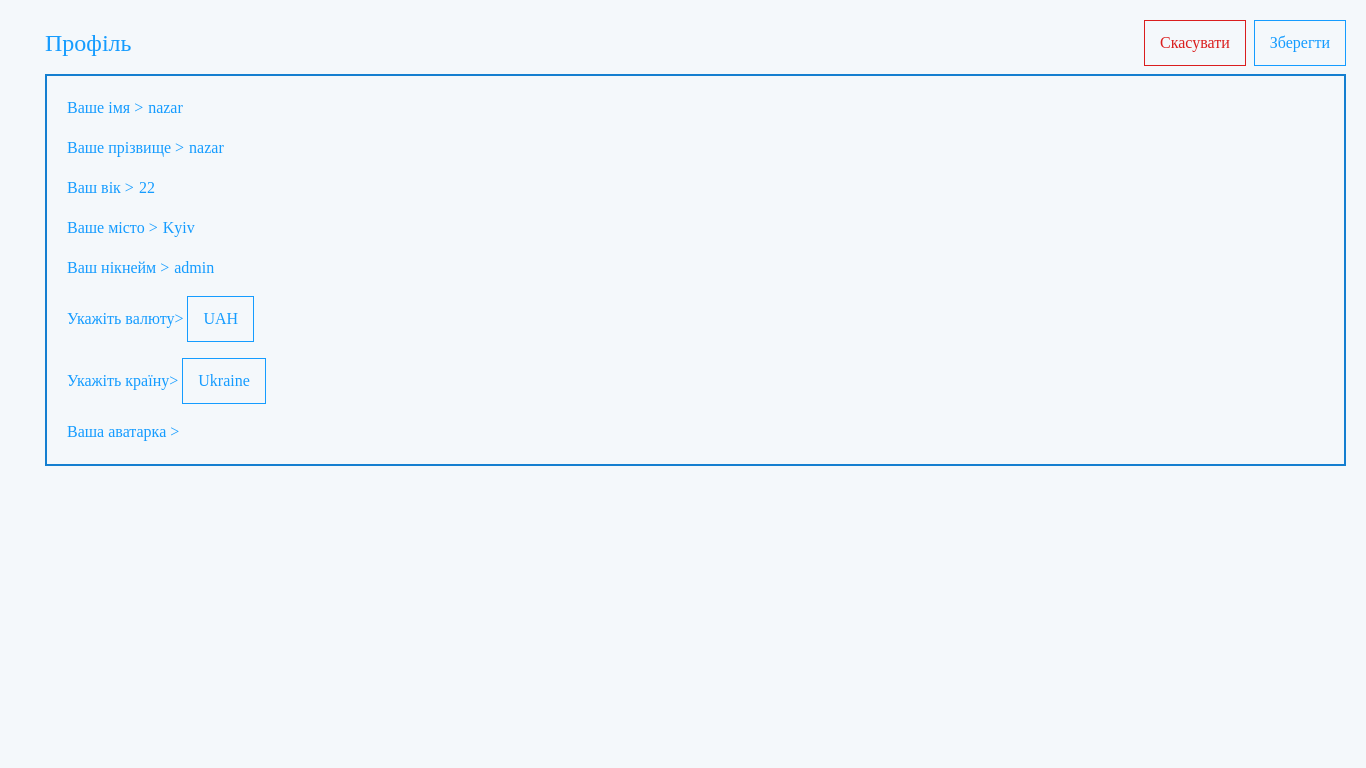 Профіль
Скасувати
Зберегти
Ваше імя > nazar
Ваше прізвище > nazar
Ваш вік > 22
Ваше місто > Kyiv
Ваш нікнейм > admin
Укажіть валюту> UAH
Укажіть країну> Ukraine
Ваша аватарка >